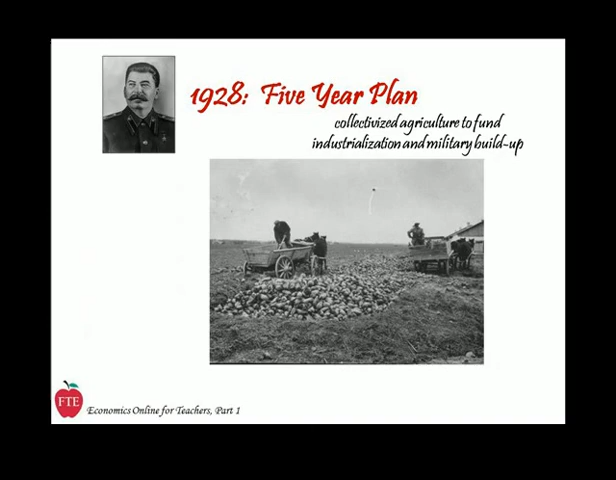 1928: Five Year Plan
collectivized agriculture to fund
industrialization and military build-up
FTE
Economics Online for Teachers, Part 1